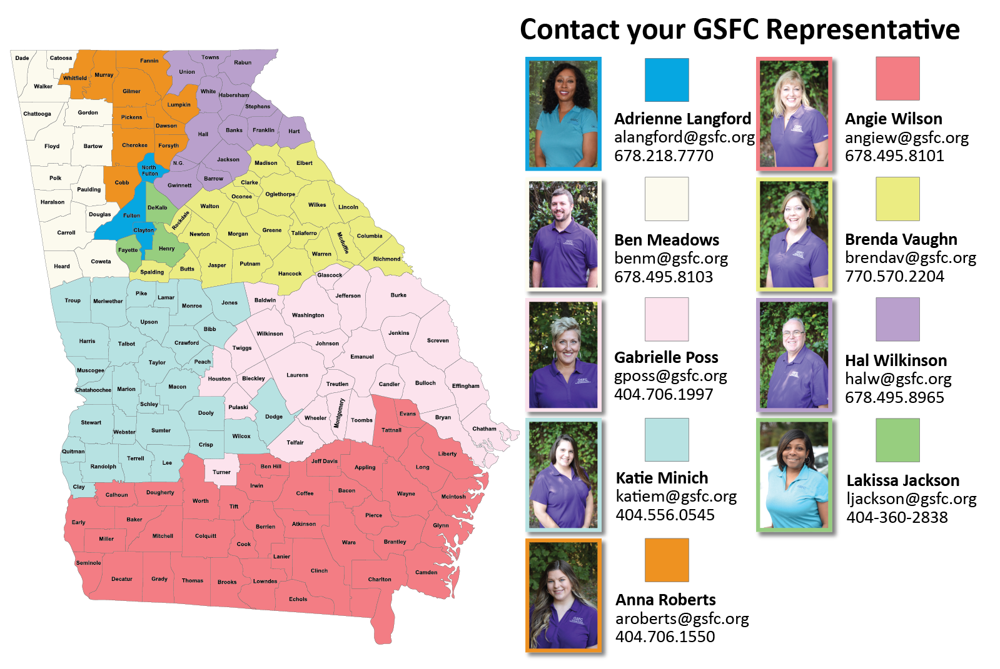 Contact your GSFC Representative
Adrienne Langford
alangford@gsfc.org
678.218.7770
Angie Wilson
angiew@gsfc.org
678.495.8101
Ben Meadows
benm@gsfc.org
678.495.8103
Brenda Vaughn
brendav@gsfc.org
770.570.2204
Gabrielle Poss
gposs@gsfc.org
404.706.1997
Hal Wilkinson
halw@gsfc.org
678.495.8965
Katie Minich
katiem@gsfc.org
404.556.0545
Lakissa Jackson
ljackson@gsfc.org
404-360-2838
Anna Roberts
aroberts@gsfc.org
404.706.1550
Dade
Catoosa
Whitfield
Murray
Fannin
Union
Towns
Rabun
Walker
Gilmer
White
Habersham
Lumpkin
Stephens
Chattooga
Gordon
Pickens
Dawson
Hall
Banks
Franklin
Hart
Floyd
Bartow
Cherokee
Forsyth
N.G.
Jackson
Madison
Elbert
North
Fulton
Polk
Paulding
Cobb
Gwinnett
Barrow
Clarke
Oconee
Oglethorpe
Haralson
Douglas
Fulton
DeKalb
Rockdale
Walton
Wilkes
Lincoln
Carroll
Clayton
Newton
Morgan
Greene
Taliaferro
Mcduffie
Columbia
Heard
Coweta
Fayette
Henry
Spalding
Butts
Jasper
Putnam
Hancock
Warren
Richmond
Glascock
Troup
Meriwether
Pike
Lamar
Monroe
Jones
Baldwin
Washington
Jefferson
Burke
Upson
Bibb
Wilkinson
Harris
Talbot
Crawford
Twiggs
Johnson
Jenkins
Screven
Emanuel
Muscogee
Taylor
Peach
Houston
Bleckley
Laurens
Treutlen
Candler
Bulloch
Effingham
Chatahoochee
Marion
Macon
Schley
Dooly
Pulaski
Dodge
Wheeler
Montgomery
Toombs
Evans
Tattnall
Bryan
Chatham
Stewart
Webster
Sumter
Crisp
Wilcox
Telfair
Quitman
Randolph
Terrell
Lee
Turner
Ben Hill
Jeff Davis
Appling
Long
Liberty
Clay
Calhoun
Dougherty
Worth
Tift
Irwin
Coffee
Bacon
Wayne
Mcintosh
Early
Baker
Miller
Mitchell
Colquitt
Berrien
Cook
Atkinson
Pierce
Glynn
Ware
Brantley
Seminole
Decatur
Grady
Thomas
Brooks
Lanier
Lowndes
Clinch
Echols
Charlton
Camden